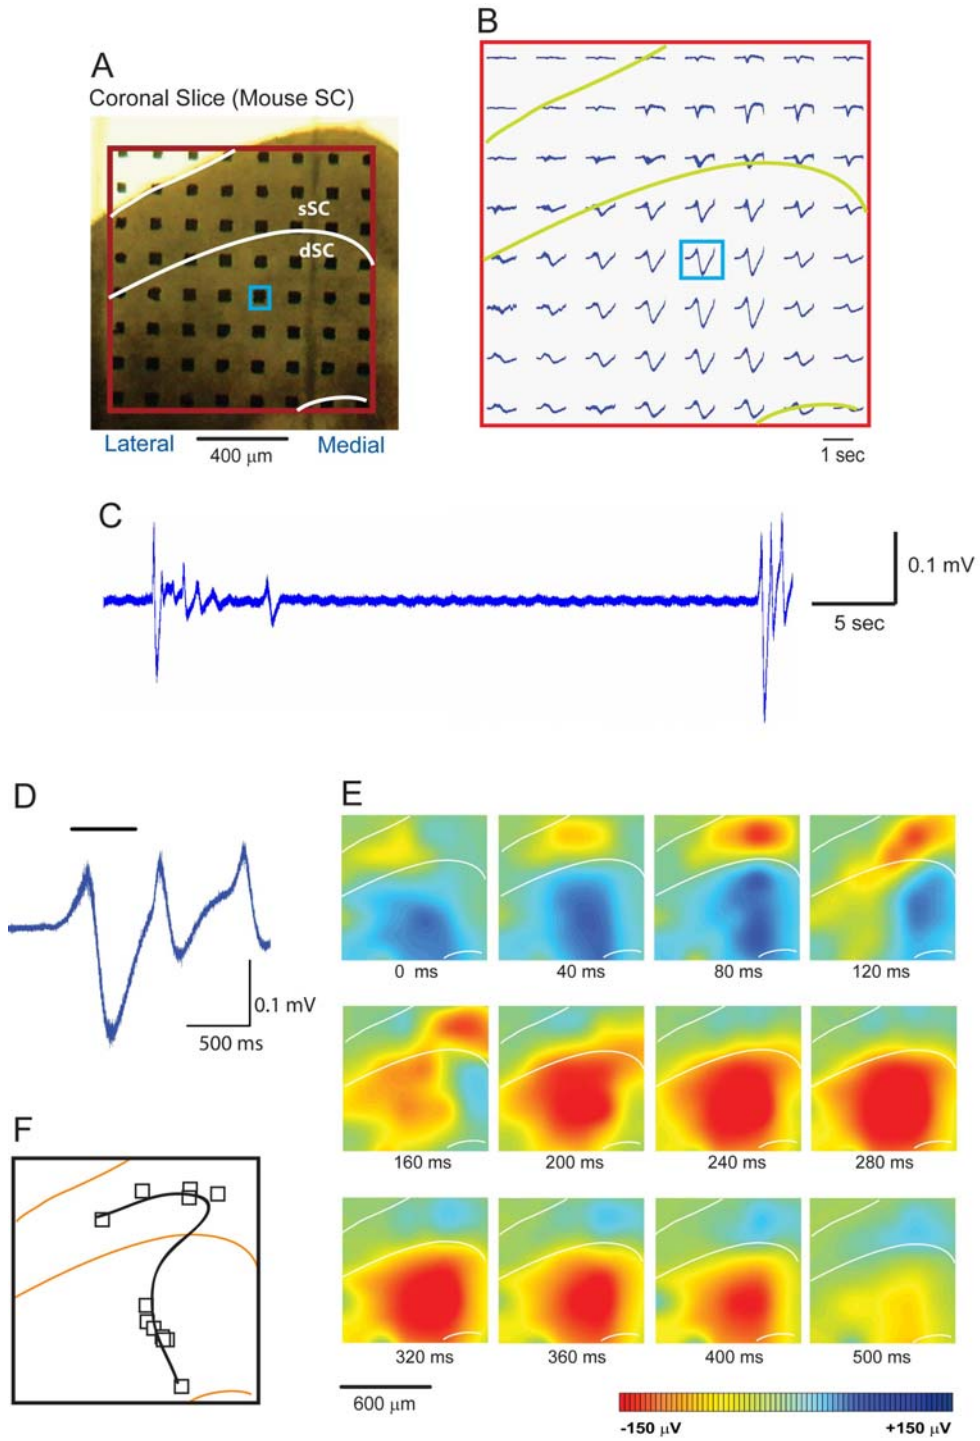 A
Coronal Slice (Mouse SC)
sSC
dSC
Lateral
400 µm
Medial
B
1 sec
C
0.1 mV
5 sec
D
0.1 mV
500 ms
E
0 ms
40 ms
80 ms
120 ms
160 ms
200 ms
240 ms
280 ms
320 ms
360 ms
400 ms
500 ms
600 µm
-150 µV
+150 µV
F